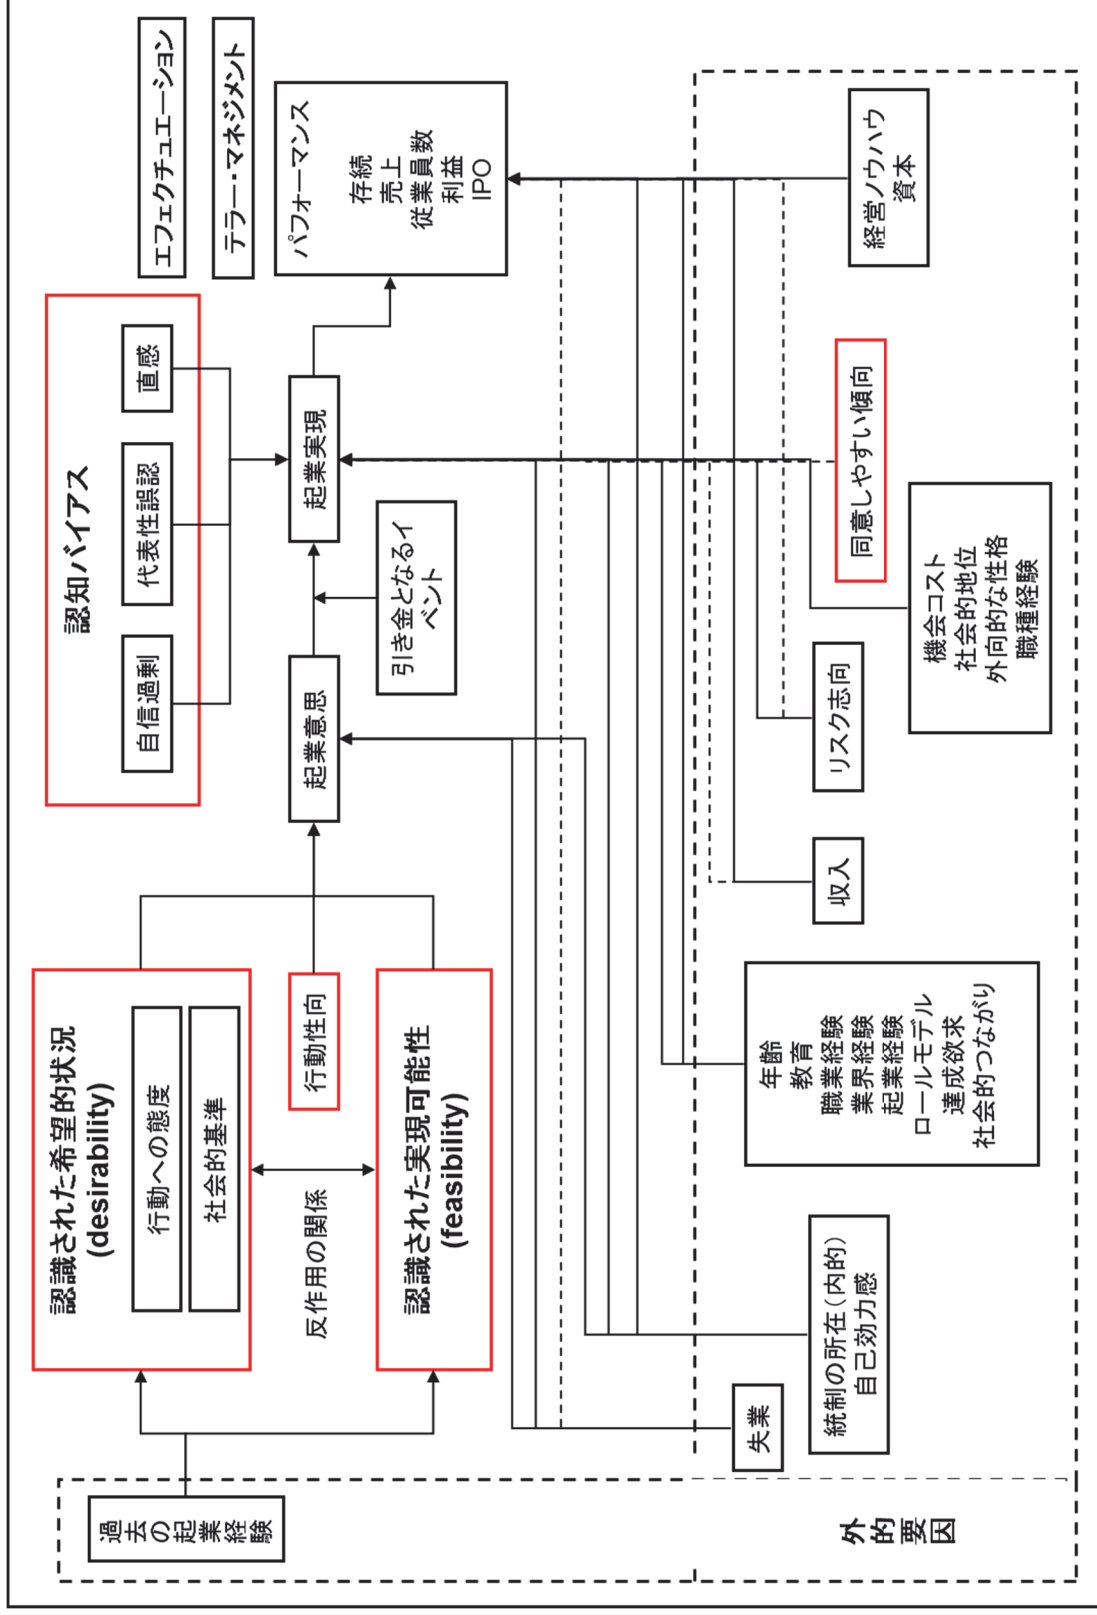 過去の起業経験
外的要因
認識された希望的状況
(desirability)
行動への態度
社会的基準
反作用の関係
行動性向
認識された実現可能性
(feasibility)
認知バイアス
自信過剰
代表性誤認
直感
起業意思
引き金となるイ
ベント
起業実現
エフェクチュエーション
テラー・マネジメント
パフォーマンス
存続
売上
従業員数
利益
IPO
失業
統制の所在(内的)
自己効力感
年齢
教育
職業経験
業界経験
起業経験
ロールモデル
達成欲求
社会的つながり
収入
リスク志向
同意しやすい傾向
機会コスト
社会的地位
外向的な性格
職種経験
経営ノウハウ
資本